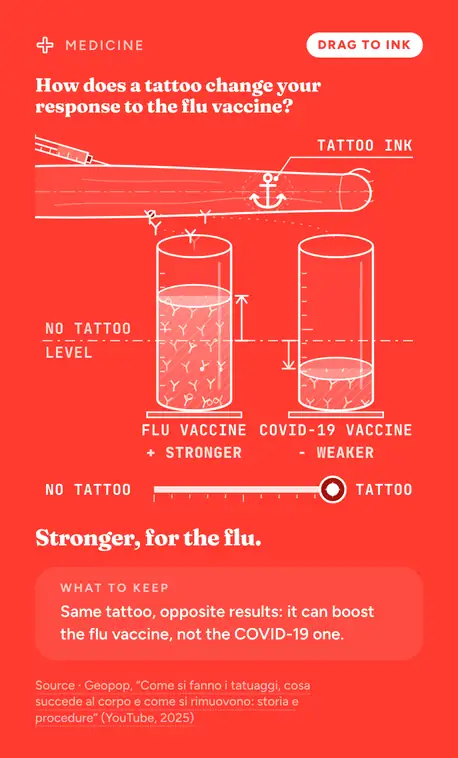 MEDICINE
DRAG TO INK
How does a tattoo change your
response to the flu vaccine?
TATTOO INK
NO TATTOO
LEVEL
FLU VACCINE
+ STRONGER
COVID-19 VACCINE
- WEAKER
NO TATTOO
TATTOO
Stronger, for the flu.
WHAT TO KEEP
Same tattoo, opposite results: it can boost
the flu vaccine, not the COVID-19 one.
Source · Geopop, “Come si fanno i tatuaggi, cosa
succede al corpo e come si rimuovono: storia e
procedure” (YouTube, 2025)